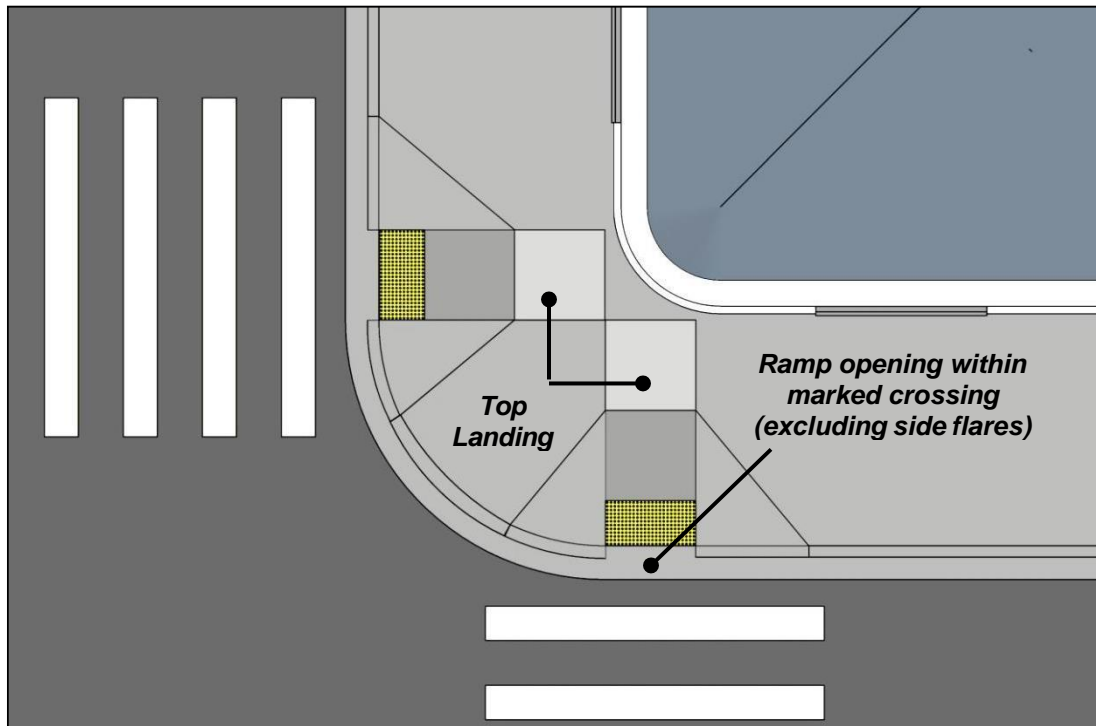 Top
Landing
Ramp opening within
marked crossing
(excluding side flares)